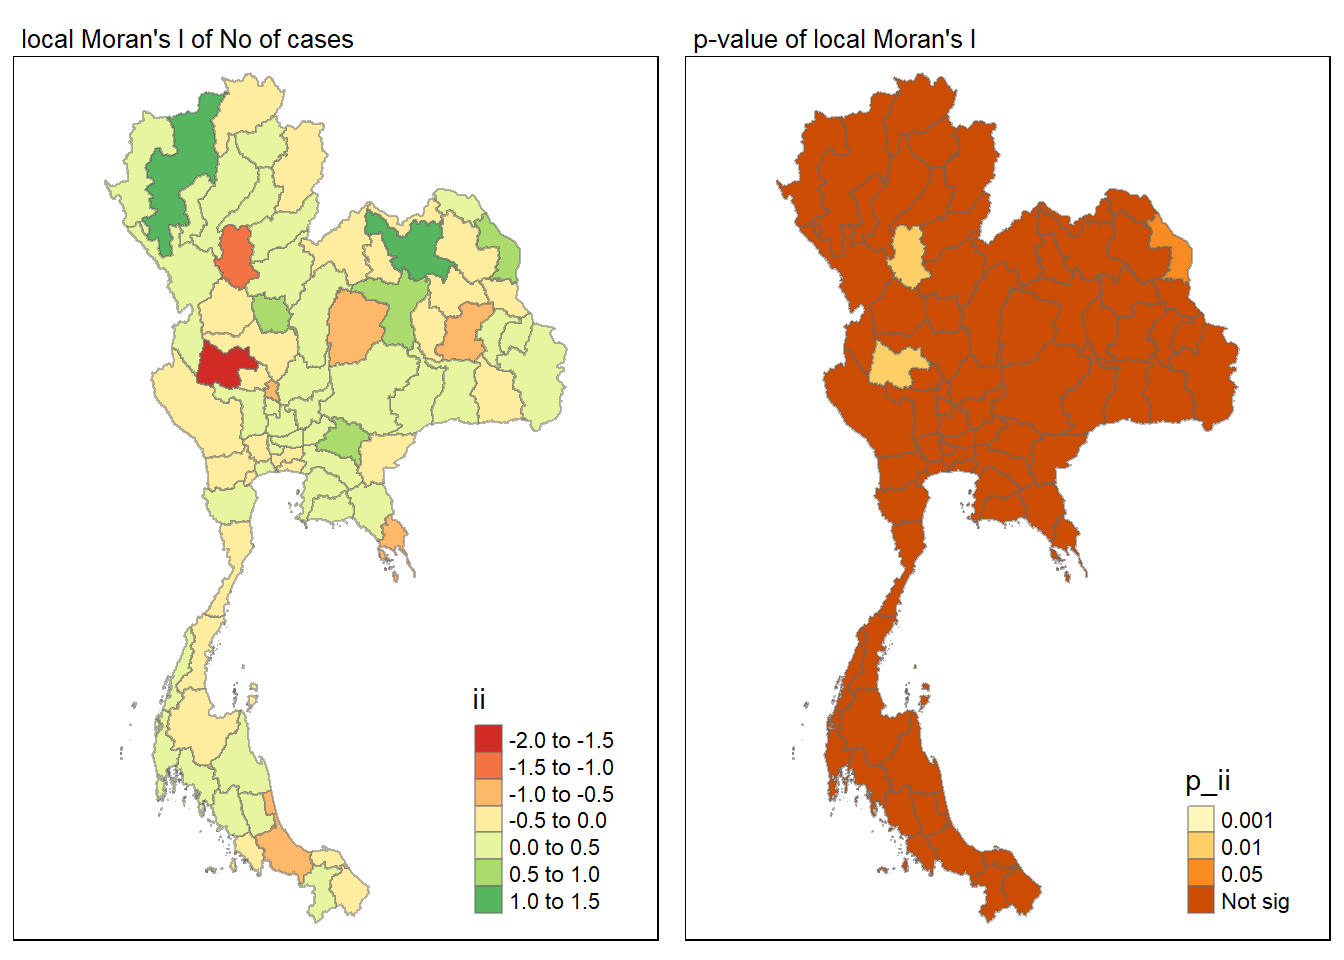 local Moran's I of No of cases
ii
-2.0 to -1.5
-1.5 to -1.0
-1.0 to -0.5
-0.5 to 0.0
0.0 to 0.5
0.5 to 1.0
1.0 to 1.5
p-value of local Moran's I
p_ii
0.001
0.01
0.05
Not sig